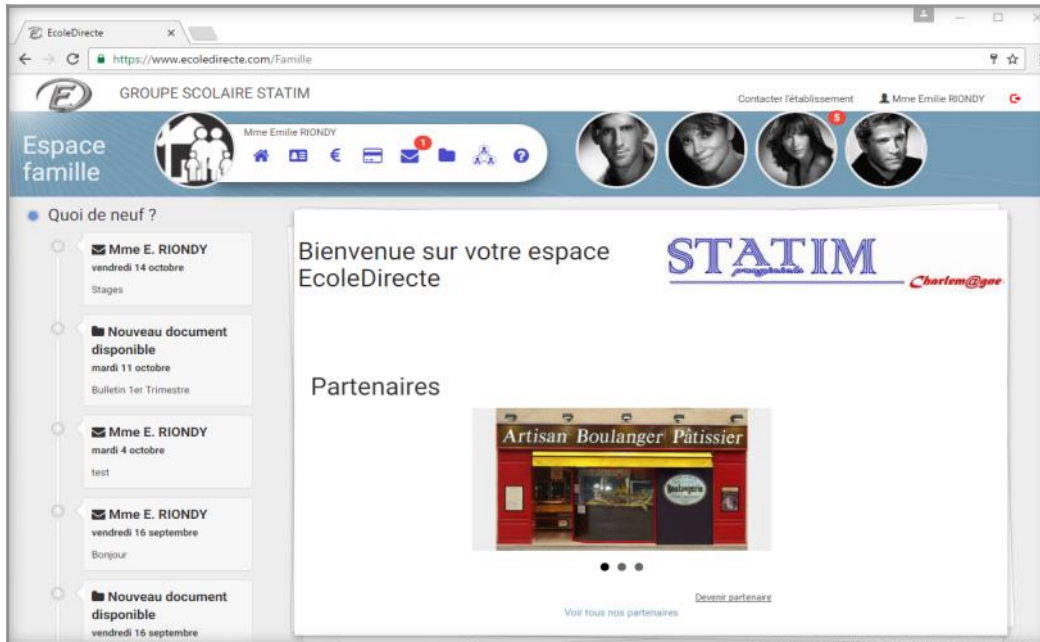 EcoleDirecte
https://www.ecoledirecte.com/Famille
E
GROUPE SCOLAIRE STATIM
Contacter l'établissement
Mme Emilie RIONDY
Espace
famille
Mme Emilie RIONDY
€
1
?
5
Quoi de neuf ?
Mme E. RIONDY
vendredi 14 octobre
Stages
Nouveau document
disponible
mardi 11 octobre
Bulletin 1er Trimestre
Mme E. RIONDY
mardi 4 octobre
test
Mme E. RIONDY
vendredi 16 septembre
Bonjour
Nouveau document
disponible
vendredi 16 septembre
Bienvenue sur votre espace
EcoleDirecte
STATIM
progiciels
Charlem@gne
Partenaires
Artisan Boulanger Pâtissier
Boulangerie
Devenir partenaire
Voir tous nos partenaires